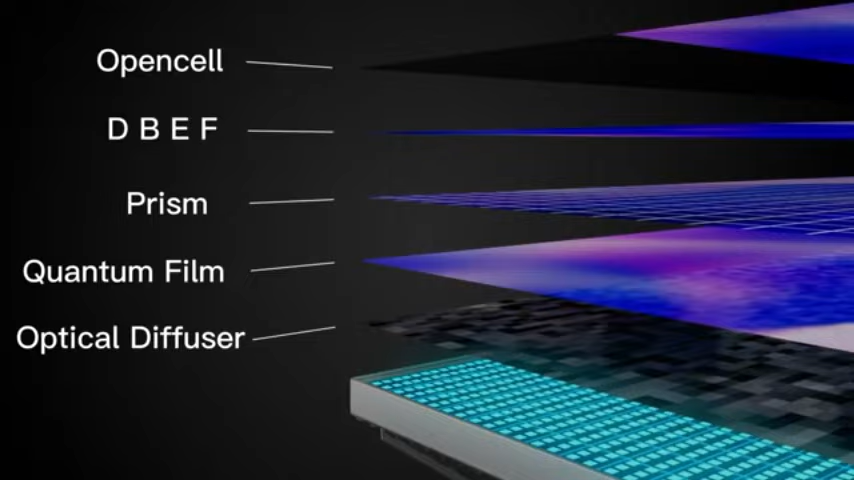 Opencell
D B E F
Prism
Quantum Film
Optical Diffuser